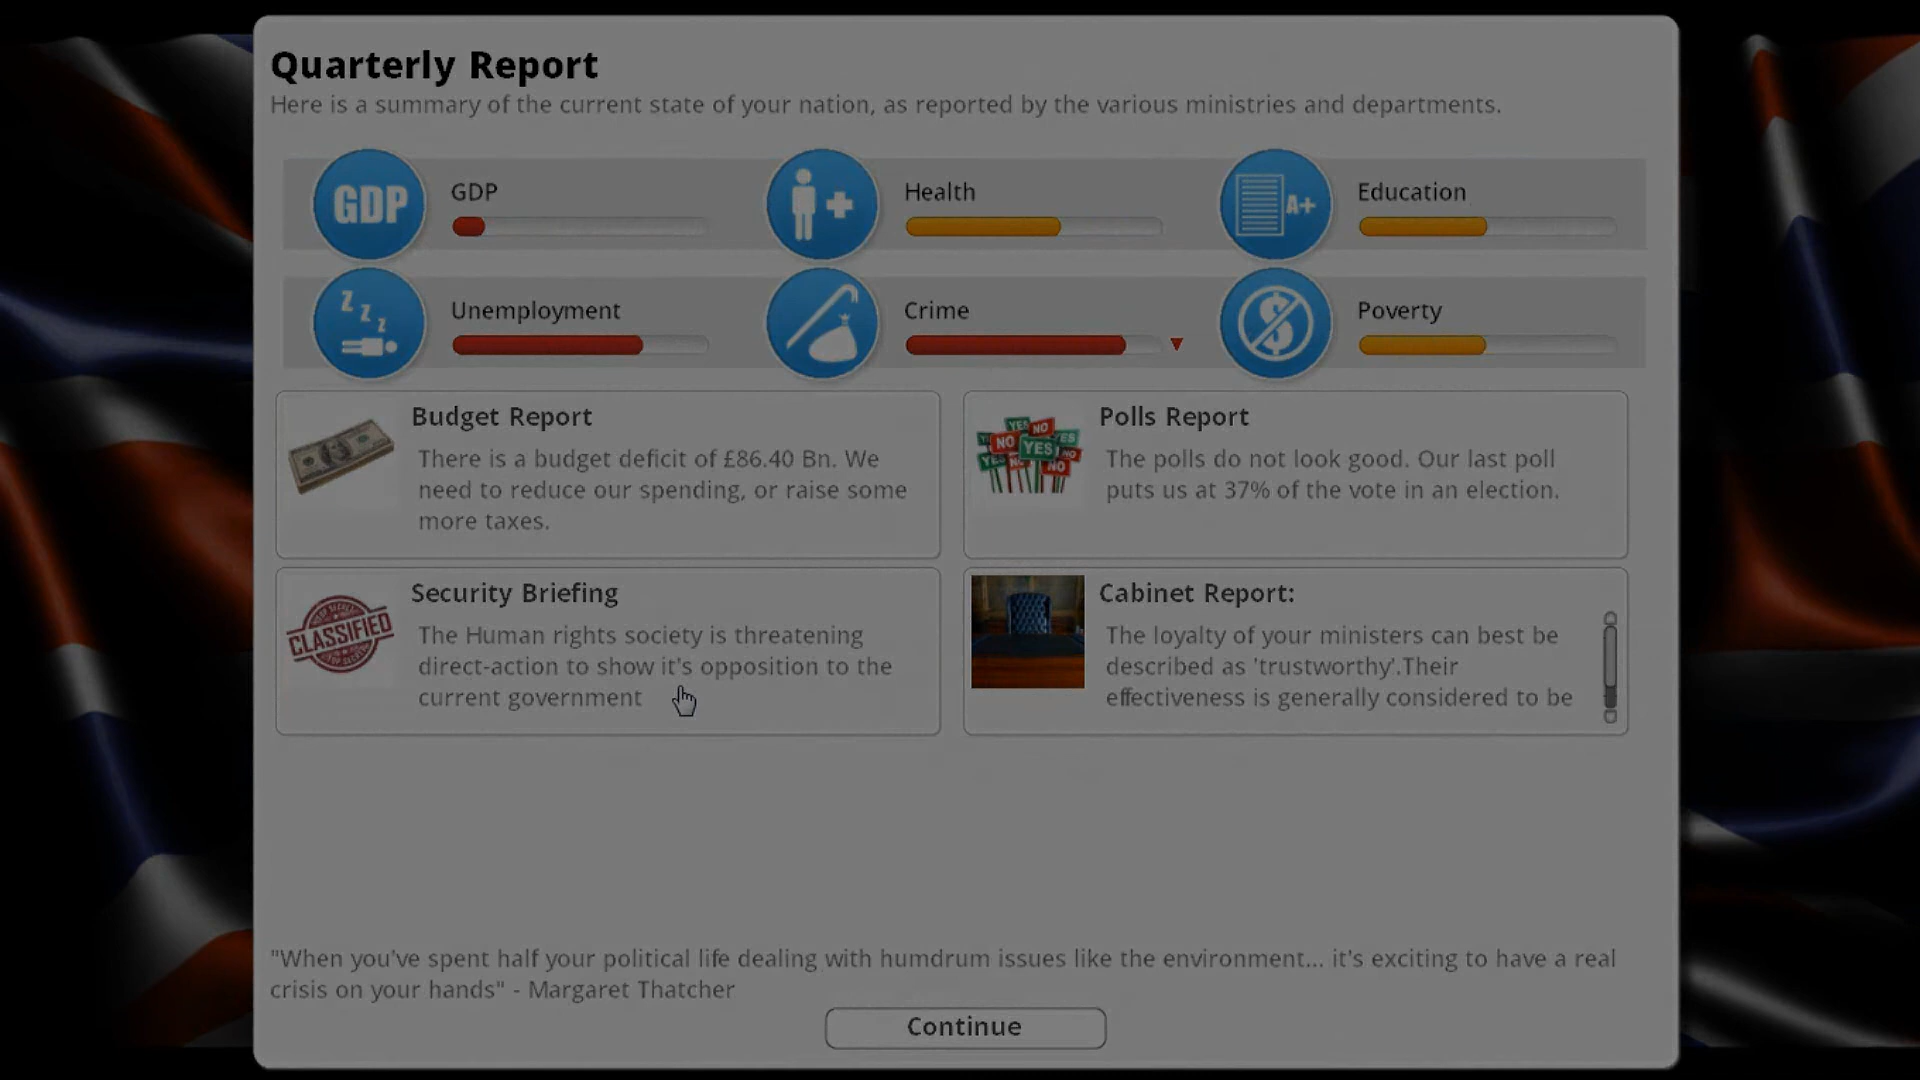 Quarterly Report
Here is a summary of the current state of your nation, as reported by the various ministries and departments.
GDP
GDP
Health
A+
Education
Z
Z
Z
Unemployment
Crime
$
Poverty
Budget Report
There is a budget deficit of £86.40 Bn. We
need to reduce our spending, or raise some
more taxes.
YES NO
NO YES YES
NO
NO
Polls Report
The polls do not look good. Our last poll
puts us at 37% of the vote in an election.
CLASSIFIED
Security Briefing
The Human rights society is threatening
direct-action to show it's opposition to the
current government
Cabinet Report:
The loyalty of your ministers can best be
described as 'trustworthy'.Their
effectiveness is generally considered to be
"When you've spent half your political life dealing with humdrum issues like the environment... it's exciting to have a real
crisis on your hands" - Margaret Thatcher
Continue